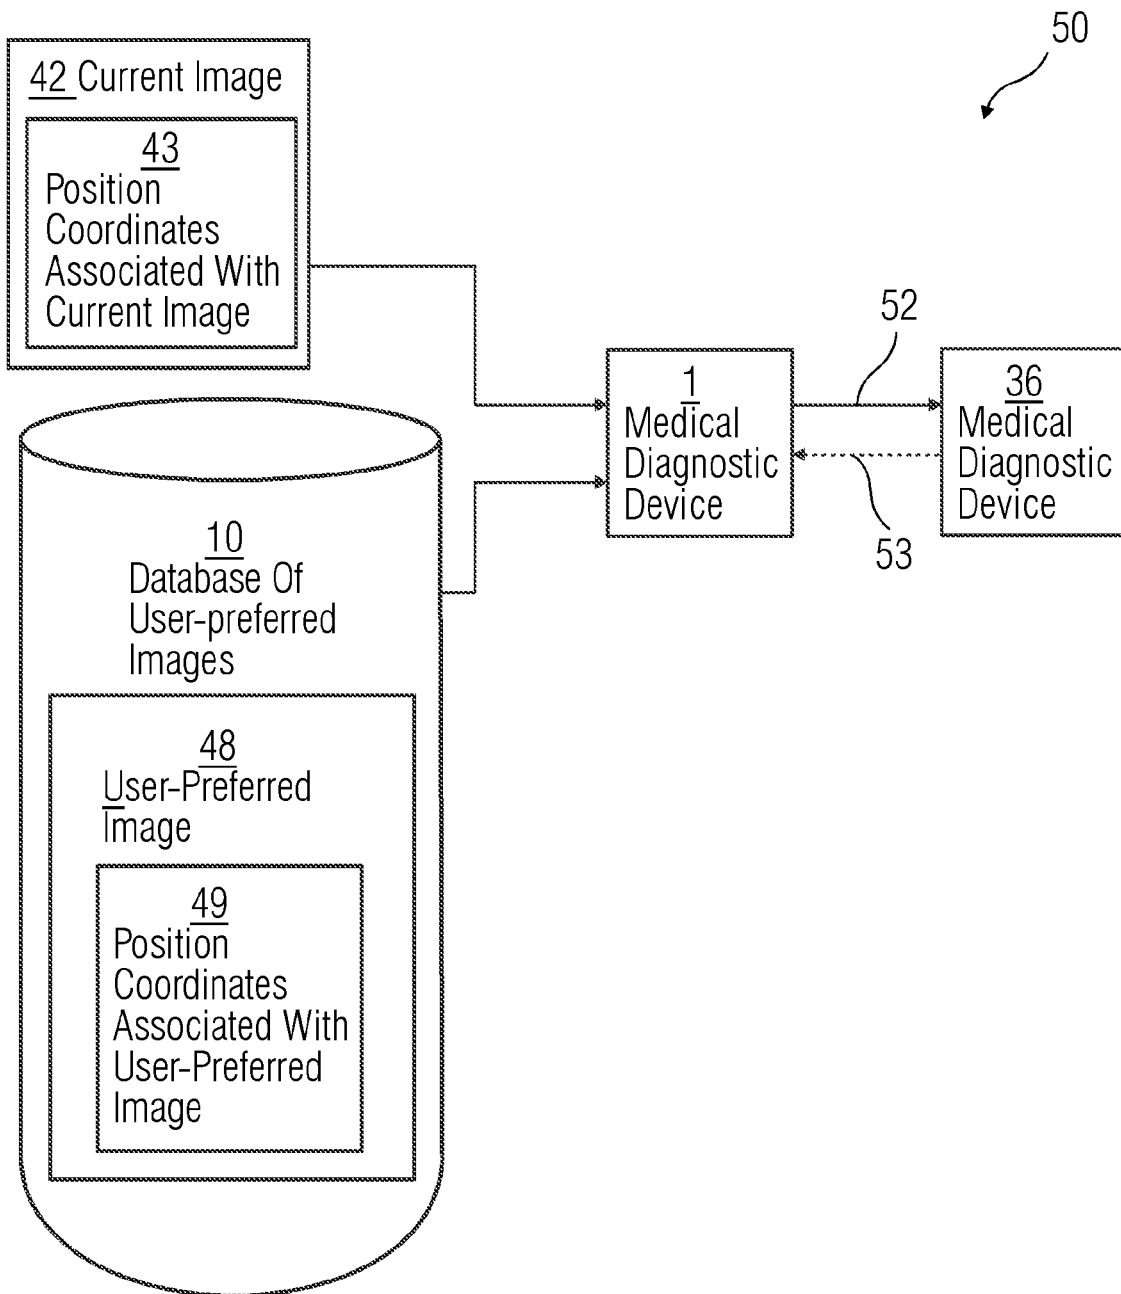 50
42 Current Image
43
Position
Coordinates
Associated With
Current Image
52
1
Medical
Diagnostic
Device
36
Medical
Diagnostic
Device
53
10
Database Of
User-preferred
Images
48
User-Preferred
Image
49
Position
Coordinates
Associated With
User-Preferred
Image